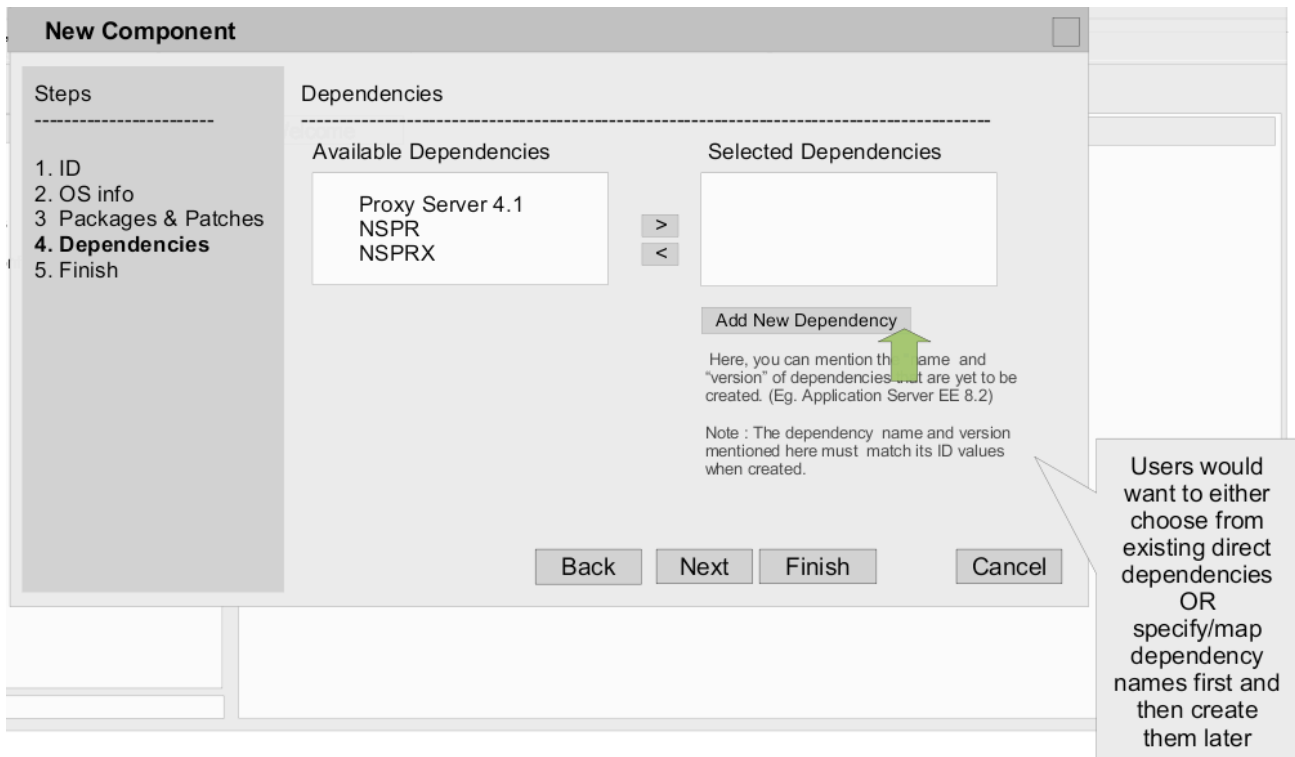 New Component
Steps
------------------------
1. ID
2. OS info
3 Packages & Patches
4. Dependencies
5. Finish
Dependencies
--------------------------------------------------------------------------------------------
Available Dependencies
Proxy Server 4.1
NSPR
NSPRX
>
<
Selected Dependencies
Add New Dependency
Here, you can mention the and
“version” of dependencies are yet to be
created. (Eg. Application Server EE 8.2)
Note : The dependency name and version
mentioned here must match its ID values
when created.
Back
Next
Finish
Cancel
Users would
want to either
choose from
existing direct
dependencies
OR
specify/map
dependency
names first and
then create
them later